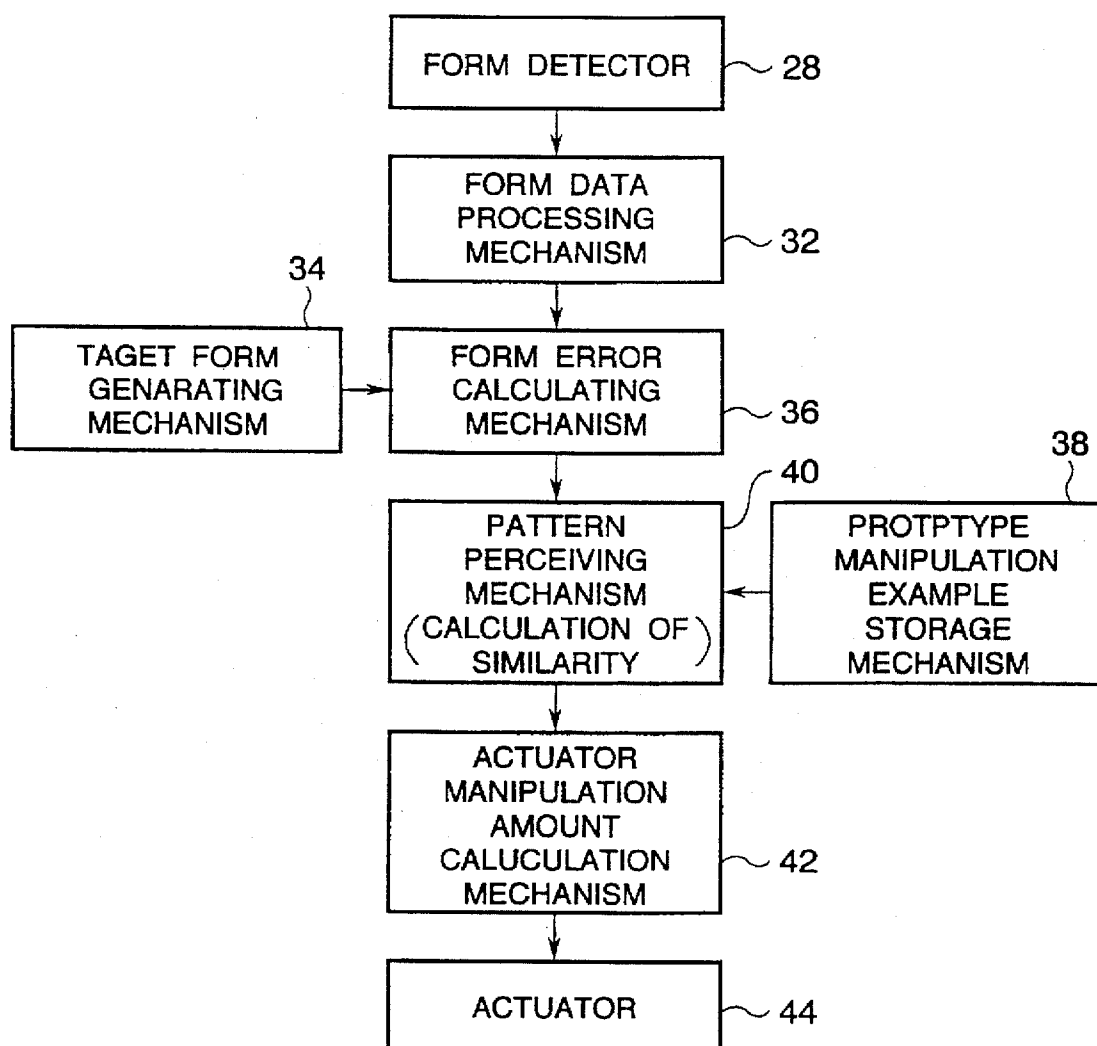 FORM DETECTOR
28
FORM DATA
PROCESSING
MECHANISM
32
34
TAGET FORM
GENARATING
MECHANISM
FORM ERROR
CALCULATING
MECHANISM
36
40
PATTERN
PERCEIVING
MECHANISM
(CALCULATION OF
SIMILARITY)
38
PROTPTYPE
MANIPULATION
EXAMPLE
STORAGE
MECHANISM
ACTUATOR
MANIPULATION
AMOUNT
CALUCULATION
MECHANISM
42
ACTUATOR
44